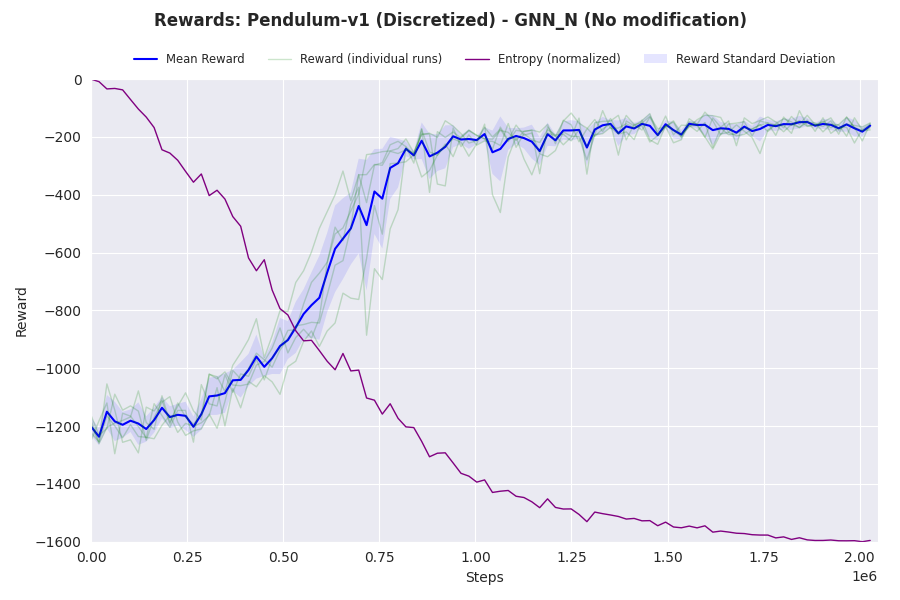 Rewards: Pendulum-v1 (Discretized) - GNN_N (No modification)
Mean Reward Reward (individual runs) Entropy (normalized) Reward Standard Deviation
0
−200
−400
−600
−800
−1000
−1200
−1400
−1600
Reward
0.00 0.25 0.50 0.75 1.00 1.25 1.50 1.75 2.00
1e6
Steps